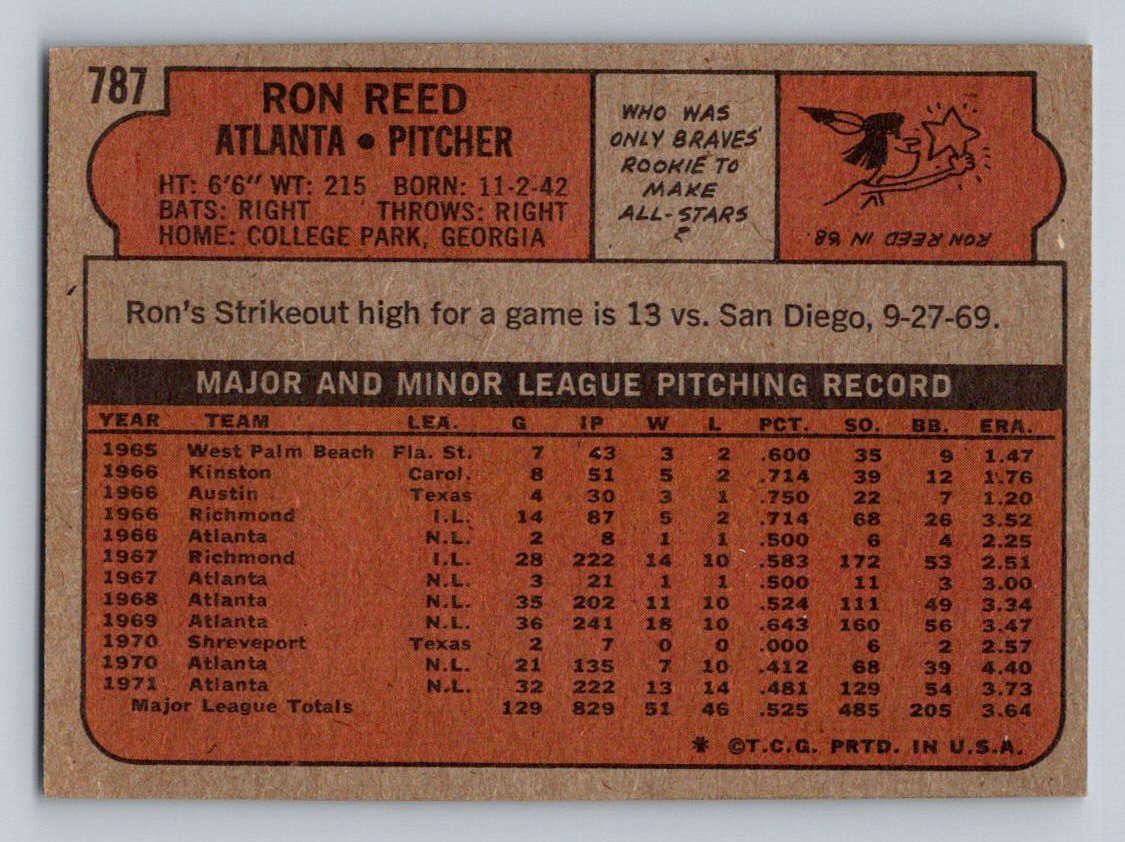 787
RON REED
ATLANTA • PITCHER
HT: 6'6" WT: 215 BORN: 11-2-42
BATS: RIGHT THROWS: RIGHT
HOME: COLLEGE PARK, GEORGIA
WHO WAS
ONLY BRAVES'
ROOKIE TO
MAKE
ALL-STARS
?
RON REED IN '68
Ron's Strikeout high for a game is 13 vs. San Diego, 9-27-69.
MAJOR AND MINOR LEAGUE PITCHING RECORD
YEAR TEAM LEA. G IP W L PCT. SO. BB. ERA.
1965 West Palm Beach Fla. St. 7 43 3 2 .600 35 9 1.47
1966 Kinston Carol. 8 51 5 2 .714 39 12 1.76
1966 Austin Texas 4 30 3 1 .750 22 7 1.20
1966 Richmond I.L. 14 87 5 2 .714 68 26 3.52
1966 Atlanta N.L. 2 8 1 1 .500 6 4 2.25
1967 Richmond I.L. 28 222 14 10 .583 172 53 2.51
1967 Atlanta N.L. 3 21 1 1 .500 11 3 3.00
1968 Atlanta N.L. 35 202 11 10 .524 111 49 3.34
1969 Atlanta N.L. 36 241 18 10 .643 160 56 3.47
1970 Shreveport Texas 2 7 0 0 .000 6 2 2.57
1970 Atlanta N.L. 21 135 7 10 .412 68 39 4.40
1971 Atlanta N.L. 32 222 13 14 .481 129 54 3.73
Major League Totals 129 829 51 46 .525 485 205 3.64
* ©T.C.G. PRTD. IN U.S.A.